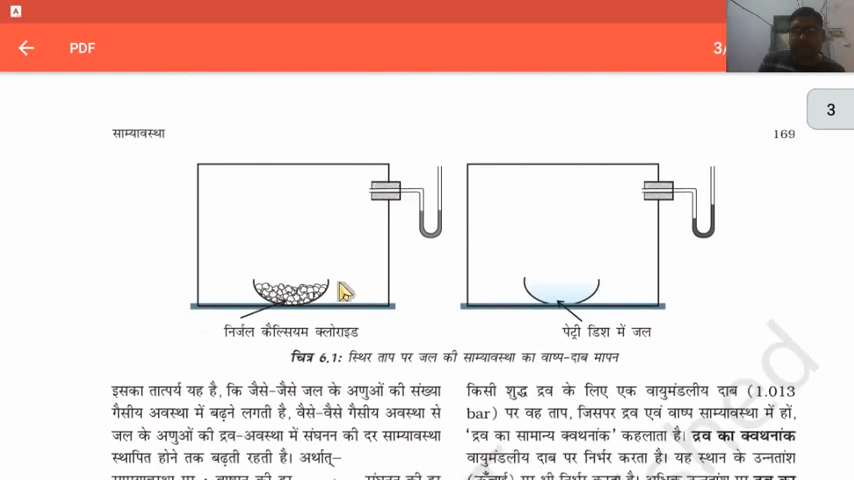 A
PDF
3/
3
साम्यावस्था
169
निर्जल कैल्सियम क्लोराइड
पेट्री डिश में जल
चित्र 6.1: स्थिर ताप पर जल की साम्यावस्था का वाष्प-दाब मापन
इसका तात्पर्य यह है, कि जैसे-जैसे जल के अणुओं की संख्या
गैसीय अवस्था में बढ़ने लगती है, वैसे-वैसे गैसीय अवस्था से
जल के अणुओं की द्रव-अवस्था में संघनन की दर साम्यावस्था
स्थापित होने तक बढ़ती रहती है। अर्थात्–
किसी शुद्ध द्रव के लिए एक वायुमंडलीय दाब (1.013
bar) पर वह ताप, जिसपर द्रव एवं वाष्प साम्यावस्था में हों,
'द्रव का सामान्य क्वथनांक' कहलाता है। द्रव का क्वथनांक
वायुमंडलीय दाब पर निर्भर करता है। यह स्थान के उन्नतांश